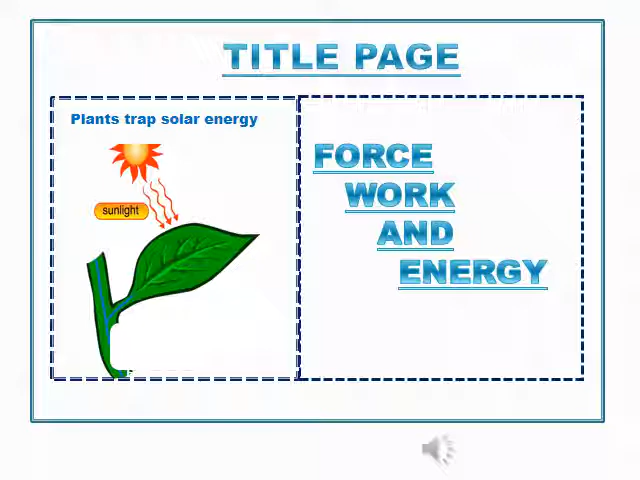 TITLE PAGE
Plants trap solar energy
sunlight
FORCE
WORK
AND
ENERGY